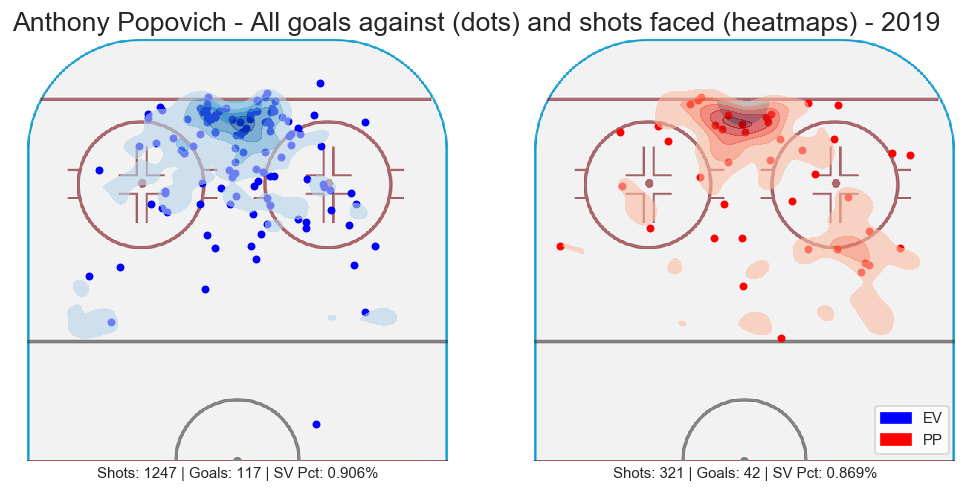 Anthony Popovich - All goals against (dots) and shots faced (heatmaps) - 2019
EV
PP
Shots: 1247 | Goals: 117 | SV Pct: 0.906%
Shots: 321 | Goals: 42 | SV Pct: 0.869%